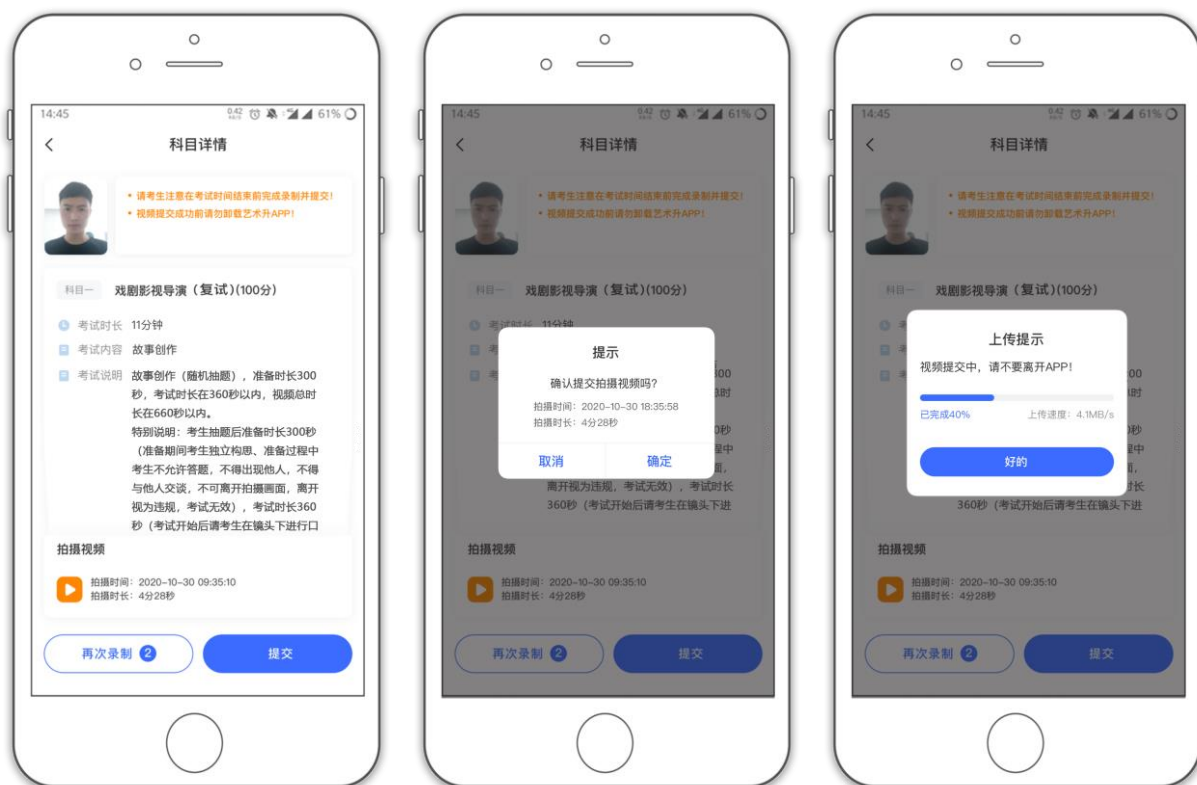 14:45
0.42 KB/s 4G 61%
科目详情
• 请考生注意在考试时间结束前完成录制并提交!
• 视频提交成功前请勿卸载艺术升APP!
科目一 戏剧影视导演（复试）(100分)
考试时长 11分钟
考试内容 故事创作
考试说明 故事创作（随机抽题），准备时长300
秒，考试时长在360秒以内，视频总时
长在660秒以内。
特别说明：考生抽题后准备时长300秒
（准备期间考生独立构思、准备过程中
考生不允许答题，不得出现他人，不得
与他人交谈，不可离开拍摄画面，离开
视为违规，考试无效），考试时长360
秒（考试开始后请考生在镜头下进行口
拍摄视频
拍摄时间：2020-10-30 09:35:10
拍摄时长：4分28秒
再次录制 2
提交
14:45
0.42 KB/s 4G 61%
科目详情
• 请考生注意在考试时间结束前完成录制并提交!
• 视频提交成功前请勿卸载艺术升APP!
科目一 戏剧影视导演（复试）(100分)
考试时长 11分钟
提示
确认提交拍摄视频吗?
拍摄时间：2020-10-30 18:35:58
拍摄时长：4分28秒
取消
确定
离开视为违规，考试无效），考试时长
360秒（考试开始后请考生在镜头下进
拍摄视频
拍摄时间：2020-10-30 09:35:10
拍摄时长：4分28秒
再次录制 2
提交
14:45
0.42 KB/s 4G 61%
科目详情
• 请考生注意在考试时间结束前完成录制并提交!
• 视频提交成功前请勿卸载艺术升APP!
科目一 戏剧影视导演（复试）(100分)
上传提示
视频提交中，请不要离开APP!
已完成40%
上传速度：4.1MB/s
好的
360秒（考试开始后请考生在镜头下进
拍摄视频
拍摄时间：2020-10-30 09:35:10
拍摄时长：4分28秒
再次录制 2
提交